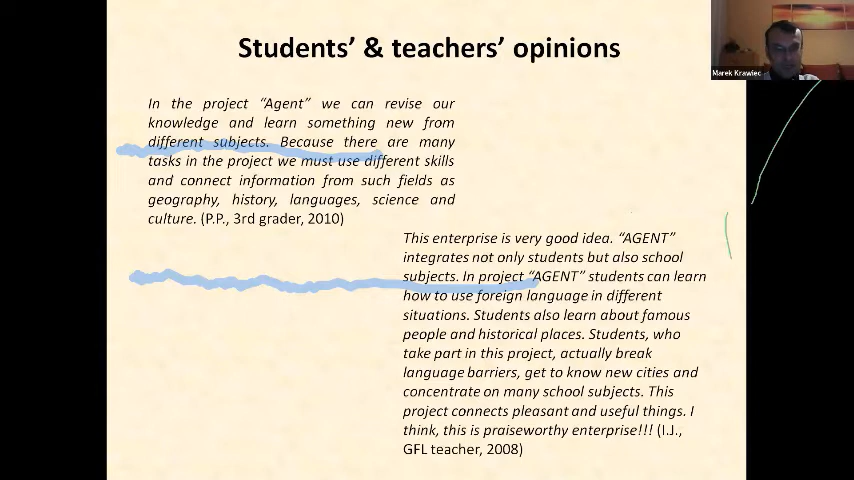 Students' & teachers' opinions
Marek Krawiec
In the project “Agent” we can revise our
knowledge and learn something new from
different subjects. Because there are many
tasks in the project we must use different skills
and connect information from such fields as
geography, history, languages, science and
culture. (P.P., 3rd grader, 2010)
This enterprise is very good idea. “AGENT”
integrates not only students but also school
subjects. In project “AGENT” students can learn
how to use foreign language in different
situations. Students also learn about famous
people and historical places. Students, who
take part in this project, actually break
language barriers, get to know new cities and
concentrate on many school subjects. This
project connects pleasant and useful things. I
think, this is praiseworthy enterprise!!! (I.J.,
GFL teacher, 2008)